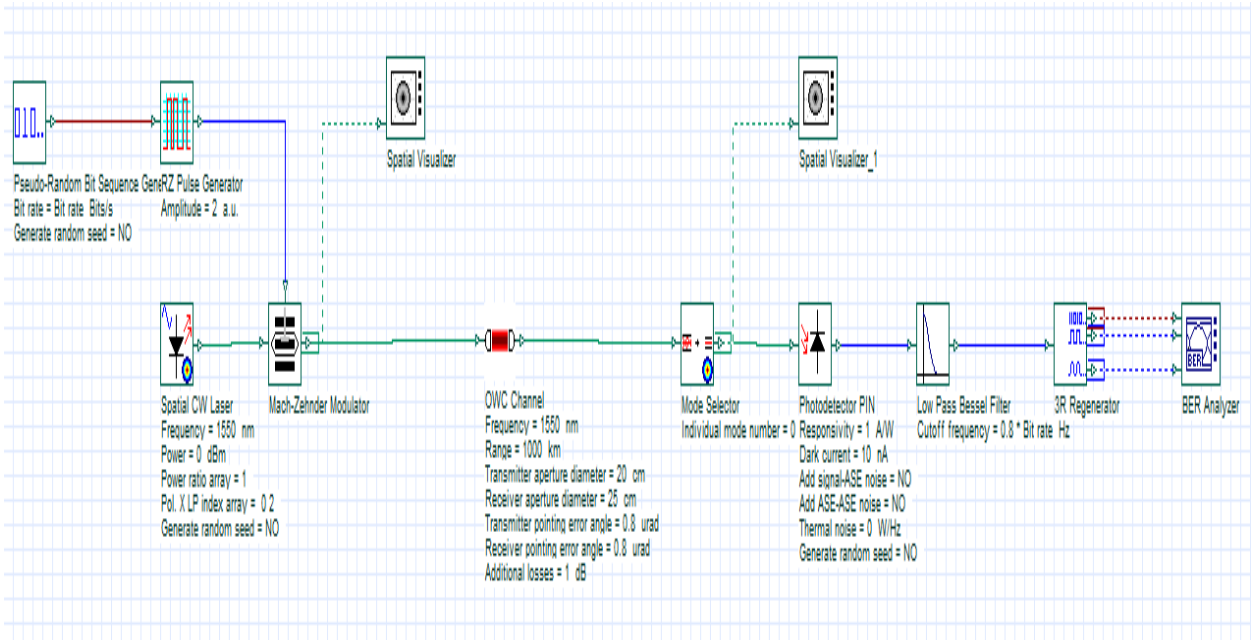 Spatial Visualizer
Spatial Visualizer_1
Pseudo-Random Bit Sequence Gene
RZ Pulse Generator
Bit rate = Bit rate Bits/s
Amplitude = 2 a.u.
Generate random seed = NO
Spatial CW Laser
Frequency = 1550 nm
Power = 0 dBm
Power ratio array = 1
Pol. X LP index array = 0 2
Generate random seed = NO
Mach-Zehnder Modulator
OWC Channel
Frequency = 1550 nm
Range = 1000 km
Transmitter aperture diameter = 20 cm
Receiver aperture diameter = 25 cm
Transmitter pointing error angle = 0.8 urad
Receiver pointing error angle = 0.8 urad
Additional losses = 1 dB
Mode Selector
Individual mode number = 0
Photodetector PIN
Responsivity = 1 A/W
Dark current = 10 nA
Add signal-ASE noise = NO
Add ASE-ASE noise = NO
Thermal noise = 0 W/Hz
Generate random seed = NO
Low Pass Bessel Filter
Cutoff frequency = 0.8 * Bit rate Hz
3R Regenerator
BER
BER Analyzer